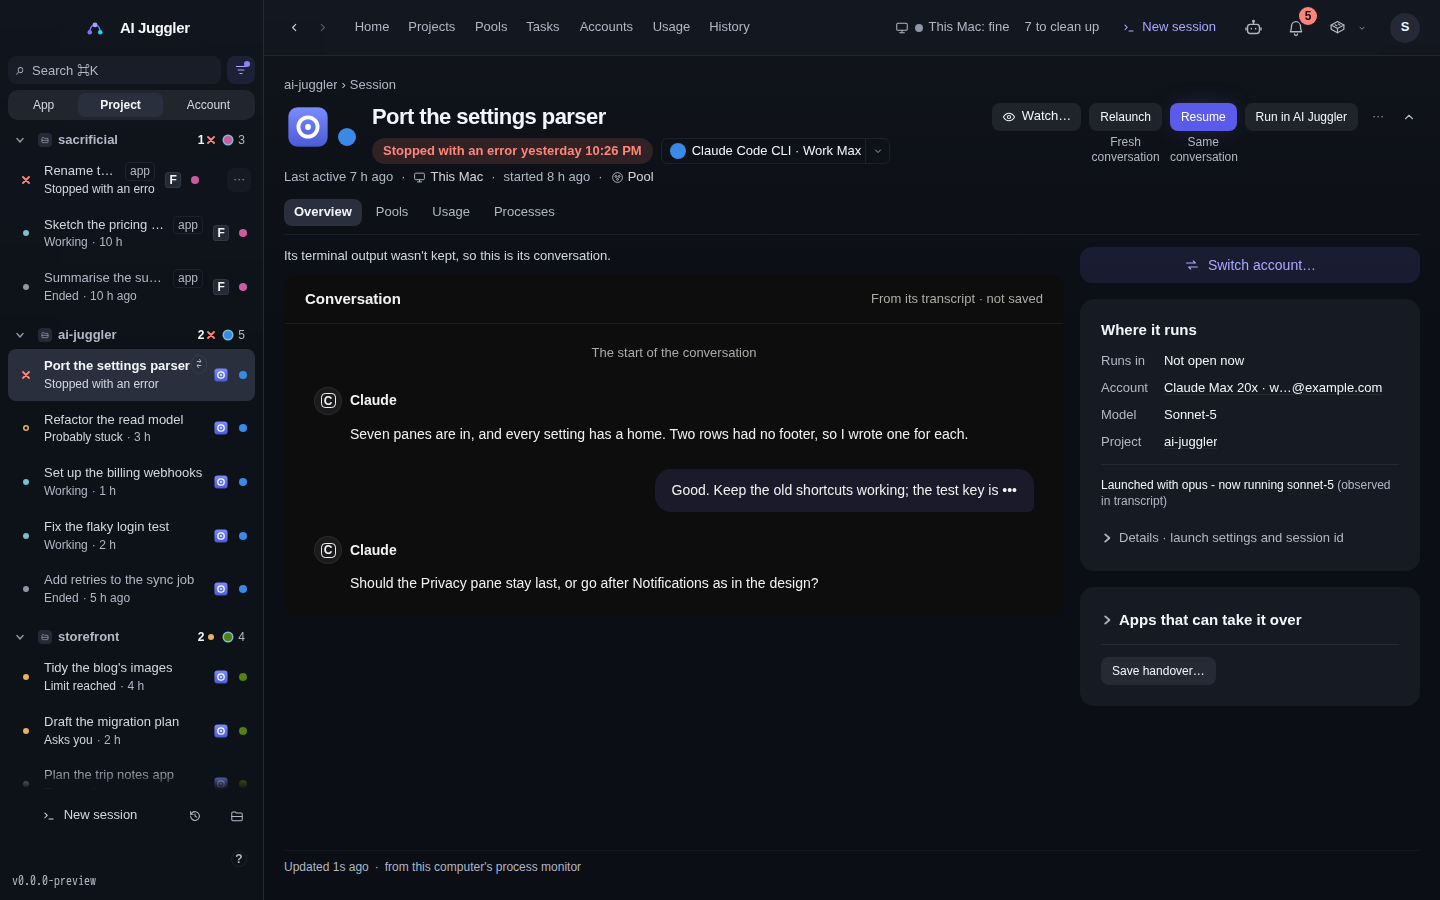 AI Juggler
Search ⌘K
App Project Account
sacrificial 1 3
Rename t… app F
Stopped with an erro
Sketch the pricing … app F
Working · 10 h
Summarise the su… app F
Ended · 10 h ago
ai-juggler 2 5
Port the settings parser
Stopped with an error
Refactor the read model
Probably stuck · 3 h
Set up the billing webhooks
Working · 1 h
Fix the flaky login test
Working · 2 h
Add retries to the sync job
Ended · 5 h ago
storefront 2 4
Tidy the blog's images
Limit reached · 4 h
Draft the migration plan
Asks you · 2 h
Plan the trip notes app
New session
?
v0.0.0-preview
Home Projects Pools Tasks Accounts Usage History
This Mac: fine 7 to clean up New session 5 S
ai-juggler › Session
Port the settings parser
Stopped with an error yesterday 10:26 PM Claude Code CLI · Work Max
Last active 7 h ago · This Mac · started 8 h ago · Pool
Watch… Relaunch Resume Run in AI Juggler ···
Fresh conversation Same conversation
Overview Pools Usage Processes
Its terminal output wasn't kept, so this is its conversation.
Conversation From its transcript · not saved
The start of the conversation
C Claude
Seven panes are in, and every setting has a home. Two rows had no footer, so I wrote one for each.
Good. Keep the old shortcuts working; the test key is •••
C Claude
Should the Privacy pane stay last, or go after Notifications as in the design?
Switch account…
Where it runs
Runs in Not open now
Account Claude Max 20x · w…@example.com
Model Sonnet-5
Project ai-juggler
Launched with opus - now running sonnet-5 (observed
in transcript)
Details · launch settings and session id
Apps that can take it over
Save handover…
Updated 1s ago · from this computer's process monitor